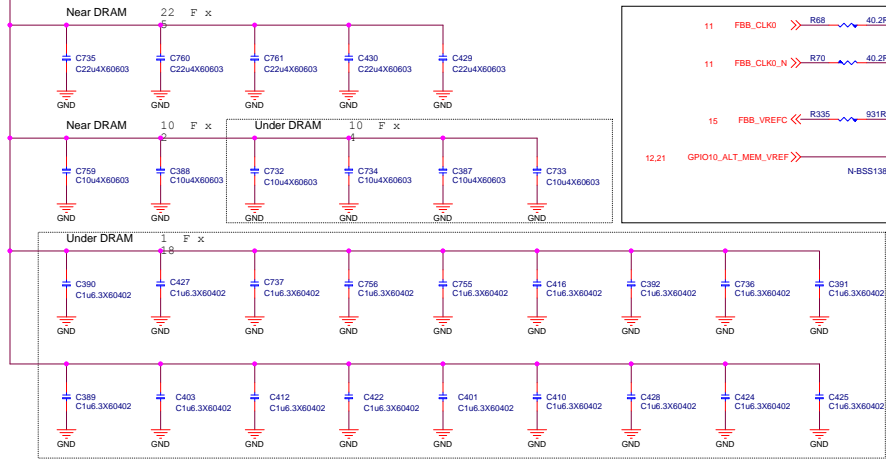 Near DRAM 22 F x
5
C735 C760 C761 C430 C429
C22u4X60603 C22u4X60603 C22u4X60603 C22u4X60603 C22u4X60603
GND GND GND GND GND
Near DRAM 10 F x
2
Under DRAM 10 F x
4
C759 C388 C732 C734 C387 C733
C10u4X60603 C10u4X60603 C10u4X60603 C10u4X60603 C10u4X60603 C10u4X60603
GND GND GND GND GND GND
Under DRAM 1 F x
18
C390 C427 C737 C756 C755 C416 C392 C736 C391
C1u6.3X60402 C1u6.3X60402 C1u6.3X60402 C1u6.3X60402 C1u6.3X60402 C1u6.3X60402 C1u6.3X60402 C1u6.3X60402 C1u6.3X60402
GND GND GND GND GND GND GND GND GND
C389 C403 C412 C422 C401 C410 C428 C424 C425
C1u6.3X60402 C1u6.3X60402 C1u6.3X60402 C1u6.3X60402 C1u6.3X60402 C1u6.3X60402 C1u6.3X60402 C1u6.3X60402 C1u6.3X60402
GND GND GND GND GND GND GND GND GND
11 FBB_CLK0 R68 40.2R
11 FBB_CLK0_N R70 40.2R
15 FBB_VREFC R335 931R
12,21 GPIO10_ALT_MEM_VREF
N-BSS138